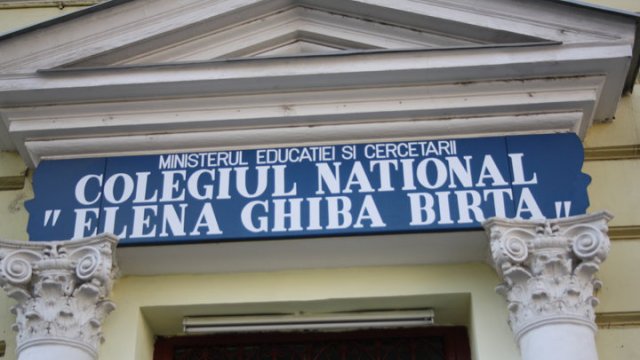 MINISTERUL EDUCATIEI SI CERCETARII
COLEGIUL NATIONAL
"ELENA GHIBA BIRTA"